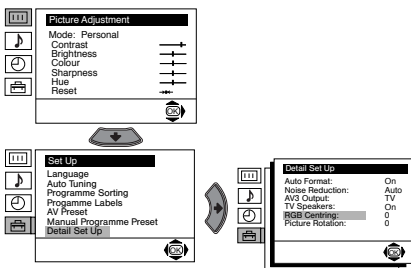 Picture Adjustment
Mode: Personal
Contrast
Brightness
Colour
Sharpness
Hue
Reset
OK
Set Up
Language
Auto Tuning
Programme Sorting
Progamme Labels
AV Preset
Manual Programme Preset
Detail Set Up
OK
Detail Set Up
Auto Format: On
Noise Reduction: Auto
AV3 Output: TV
TV Speakers: On
RGB Centring: 0
Picture Rotation: 0
OK